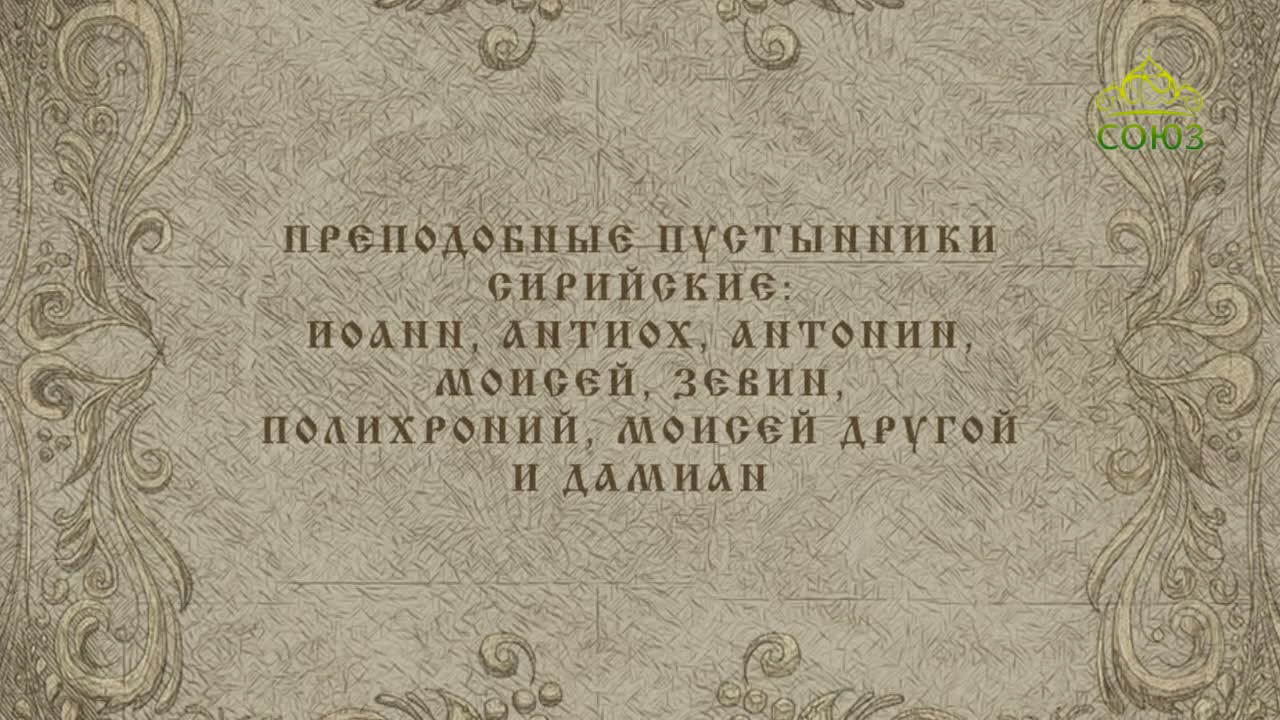 СОЮЗ
ПРЕПОДОБНЫЕ ПУСТЫННИКИ
СИРИЙСКИЕ:
ИОАНН, АНТИОХ, АНТОНИН,
МОИСЕЙ, ЗЕВИН,
ПОЛИХРОНИЙ, МОИСЕЙ ДРУГОЙ
И ДАМИАН